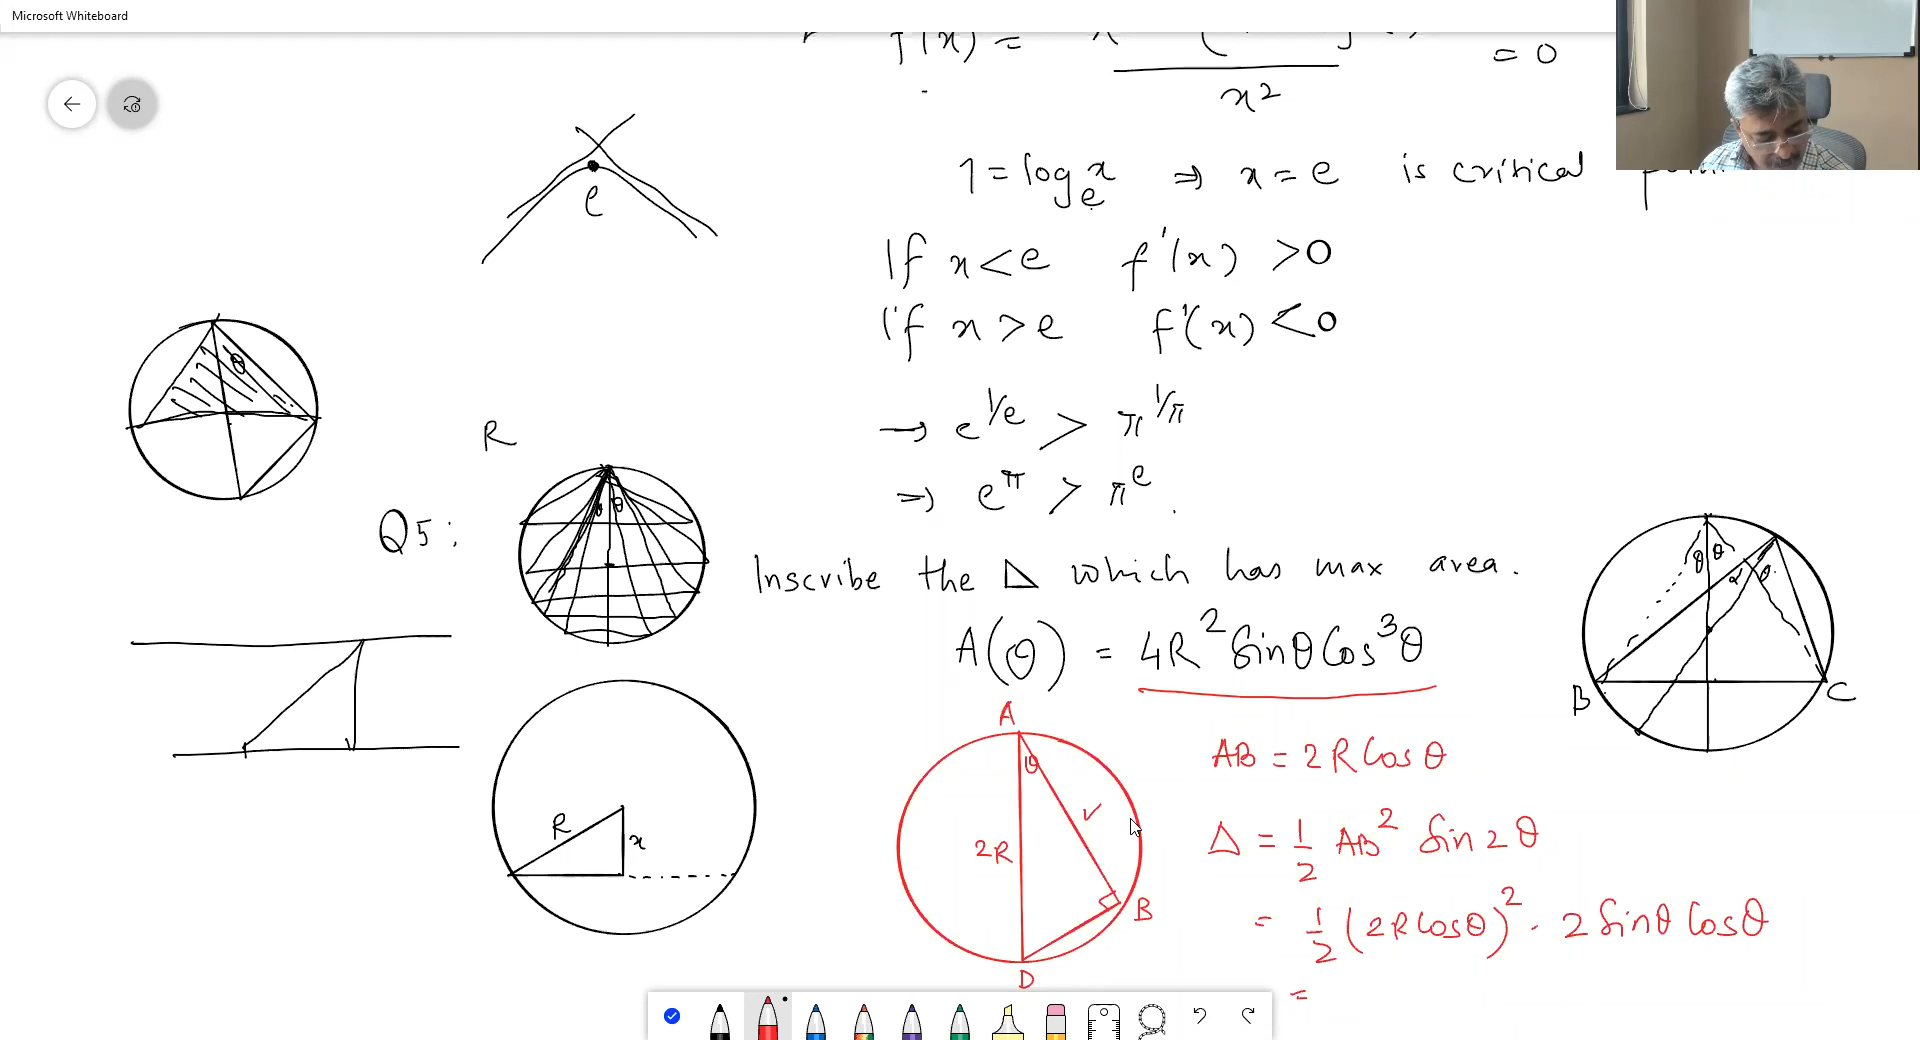 Microsoft Whiteboard
f'(x) =
x²
= 0
1 = logₑx ⇒ x = e is critical
e
If x < e f'(x) > 0
If x > e f'(x) < 0
θ
→ e^1/e > π^1/π
R
⇒ e^π > π^e.
θ θ
Q5:
Inscribe the △ which has max area.
θ θ
α θ
A(θ) = 4R² Sinθ Cos³θ
B C
A
θ
AB = 2R Cosθ
R x
2R
✓
Δ = 1/2 AB² Sin 2θ
B
= 1/2 (2R Cosθ)² · 2 Sinθ Cosθ
D
=